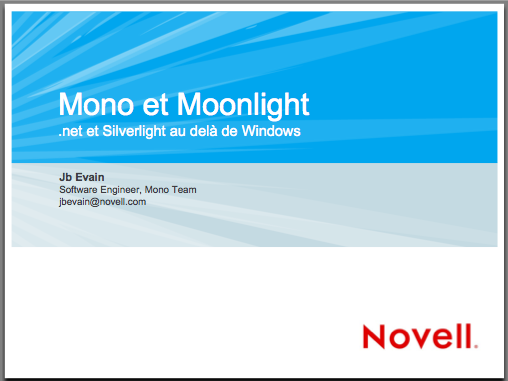 Mono et Moonlight
.net et Silverlight au delà de Windows
Jb Evain
Software Engineer, Mono Team
jbevain@novell.com
Novell.